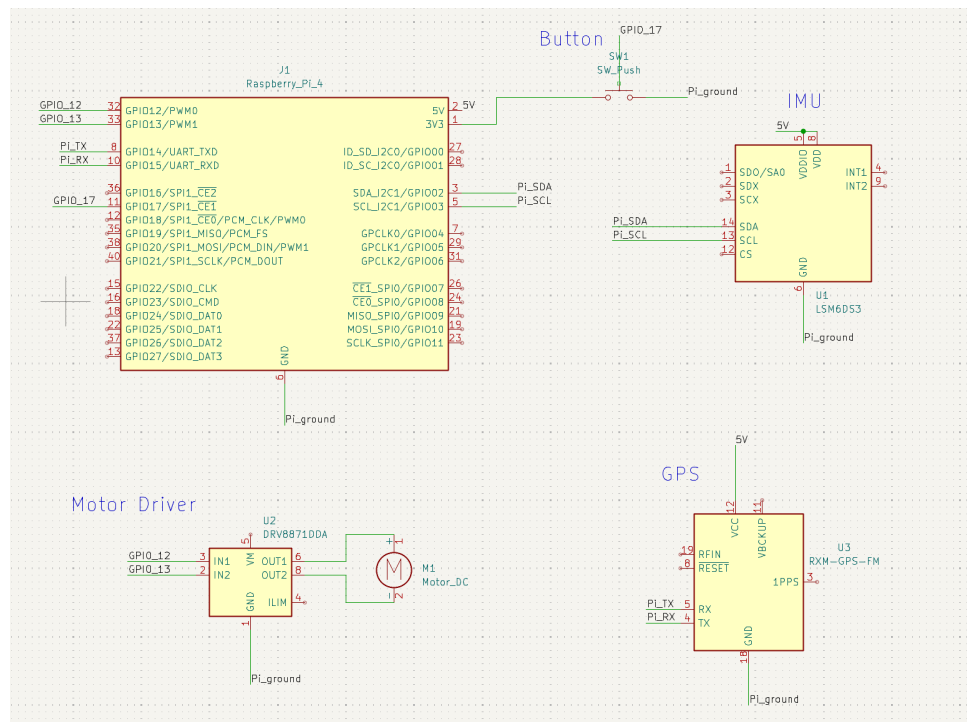 Button
GPIO_17
SW1
SW_Push
Pi_ground
J1
Raspberry_Pi_4
GPIO_12 32 GPIO12/PWM0 5V 2 5V
GPIO_13 33 GPIO13/PWM1 3V3 1
Pi_TX 8 GPIO14/UART_TXD ID_SD_I2C0/GPIO00 27
Pi_RX 10 GPIO15/UART_RXD ID_SC_I2C0/GPIO01 28
36 GPIO16/SPI1_CE2 SDA_I2C1/GPIO02 3 Pi_SDA
GPIO_17 11 GPIO17/SPI1_CE1 SCL_I2C1/GPIO03 5 Pi_SCL
12 GPIO18/SPI1_CE0/PCM_CLK/PWM0
35 GPIO19/SPI1_MISO/PCM_FS GPCLK0/GPIO04 7
38 GPIO20/SPI1_MOSI/PCM_DIN/PWM1 GPCLK1/GPIO05 29
40 GPIO21/SPI1_SCLK/PCM_DOUT GPCLK2/GPIO06 31
15 GPIO22/SDIO_CLK CE1_SPI0/GPIO07 26
16 GPIO23/SDIO_CMD CE0_SPI0/GPIO08 24
18 GPIO24/SDIO_DAT0 MISO_SPI0/GPIO09 21
22 GPIO25/SDIO_DAT1 MOSI_SPI0/GPIO10 19
37 GPIO26/SDIO_DAT2 SCLK_SPI0/GPIO11 23
13 GPIO27/SDIO_DAT3
GND
6
Pi_ground
IMU
5V
5 8
VDDIO VDD
1 SDO/SA0 INT1 4
2 SDX INT2 9
3 SCX
Pi_SDA 14 SDA
Pi_SCL 13 SCL
12 CS
GND
6
U1
LSM6DS3
Pi_ground
Motor Driver
U2
DRV8871DDA
5
VM
GPIO_12 3 IN1 OUT1 6
GPIO_13 2 IN2 OUT2 8
ILIM 4
GND
1
Pi_ground
+ 1
M
- 2
M1
Motor_DC
GPS
5V
12 11
VCC VBCKUP
U3
RXM-GPS-FM
19 RFIN
8 RESET
1PPS 3
Pi_TX 5 RX
Pi_RX 4 TX
GND
18
Pi_ground